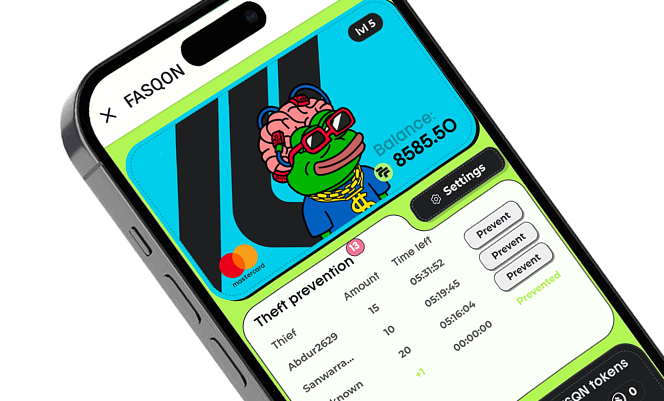 FASQON
lvl 5
Balance:
8585.50
mastercard
Settings
Theft prevention 13
Thief Amount Time left
Abdur2629 15 05:31:52 Prevent
Sanwarra... 10 05:19:45 Prevent
known 20 05:16:04 Prevent
+1 00:00:00 Prevented
QN tokens
0